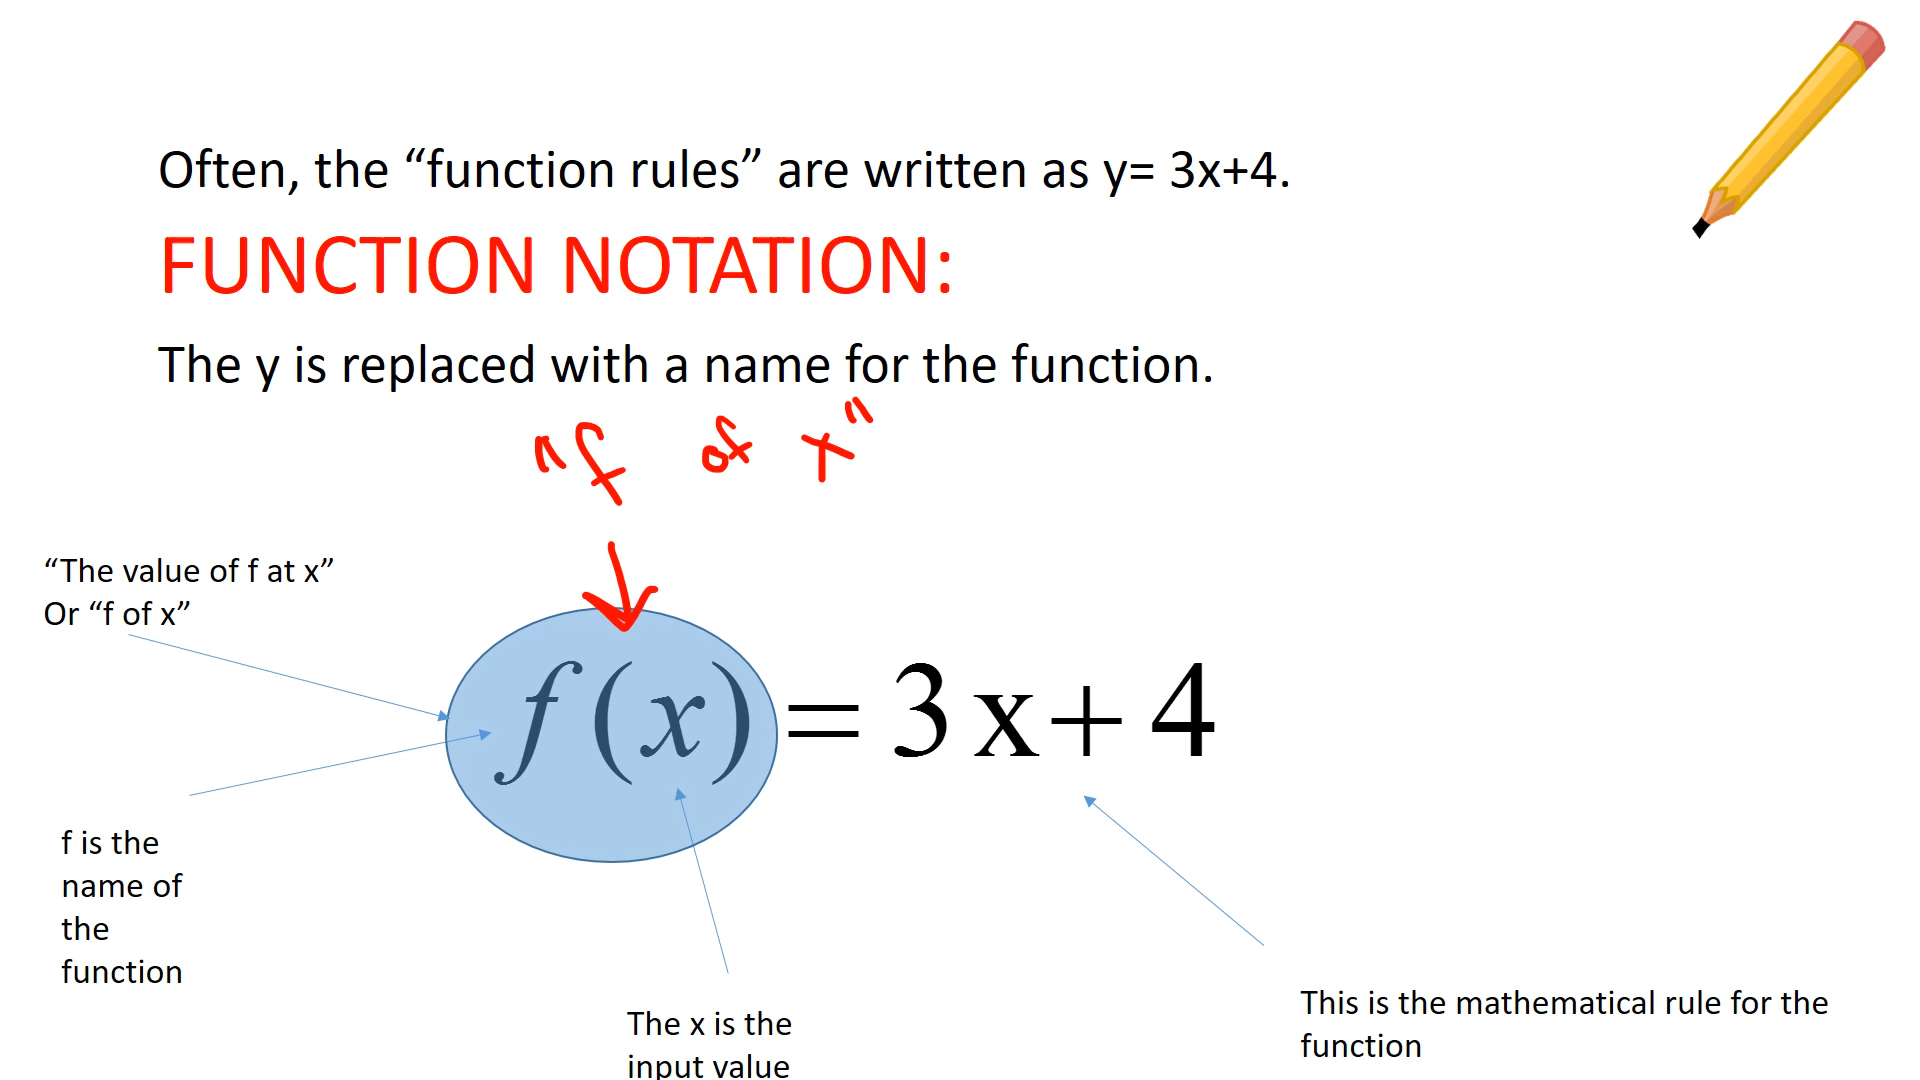 Often, the “function rules” are written as y= 3x+4.
FUNCTION NOTATION:
The y is replaced with a name for the function.
"f of x"
“The value of f at x”
Or “f of x”
f (x) = 3x+ 4
f is the
name of
the
function
The x is the
input value
This is the mathematical rule for the
function